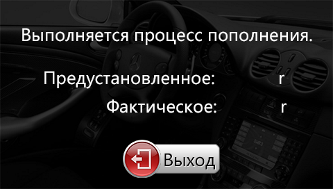 Выполняется процесс пополнения.
Предустановленное: г
Фактическое: г
Выход